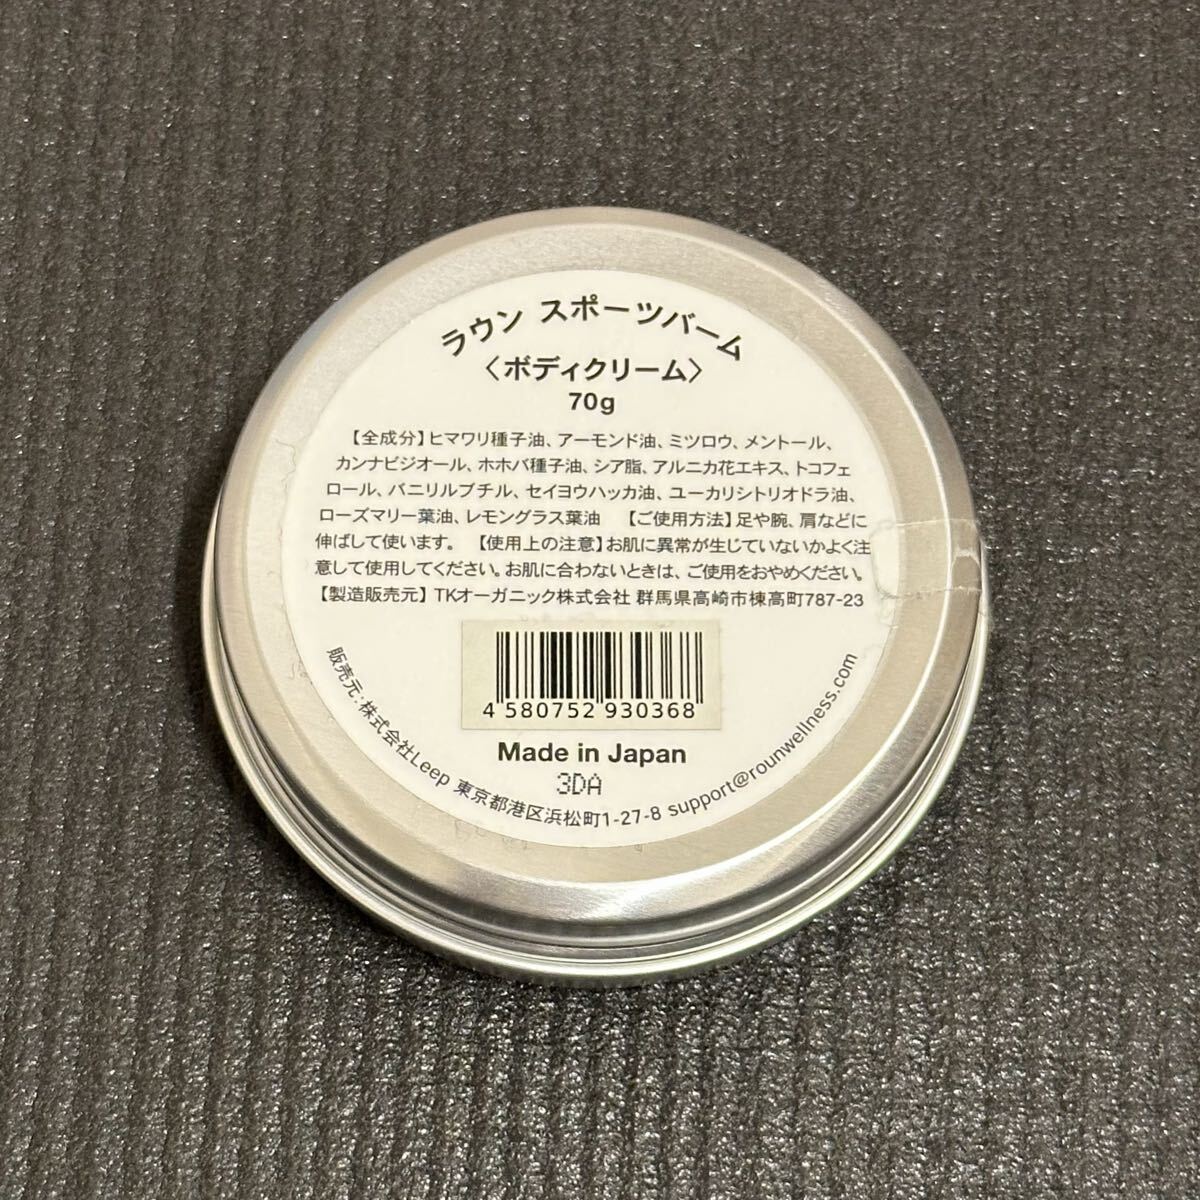 ラウン スポーツバーム
〈ボディクリーム〉
70g
【全成分】ヒマワリ種子油、アーモンド油、ミツロウ、メントール、
カンナビジオール、ホホバ種子油、シア脂、アルニカ花エキス、トコフェ
ロール、バニリルブチル、セイヨウハッカ油、ユーカリシトリオドラ油、
ローズマリー葉油、レモングラス葉油 【ご使用方法】足や腕、肩などに
伸ばして使います。 【使用上の注意】お肌に異常が生じていないかよく注
意して使用してください。お肌に合わないときは、ご使用をおやめください。
【製造販売元】TKオーガニック株式会社 群馬県高崎市棟高町787-23
4 580752 930368
Made in Japan
3DA
販売元：株式会社Leep 東京都港区浜松町1-27-8 support@rounwellness.com